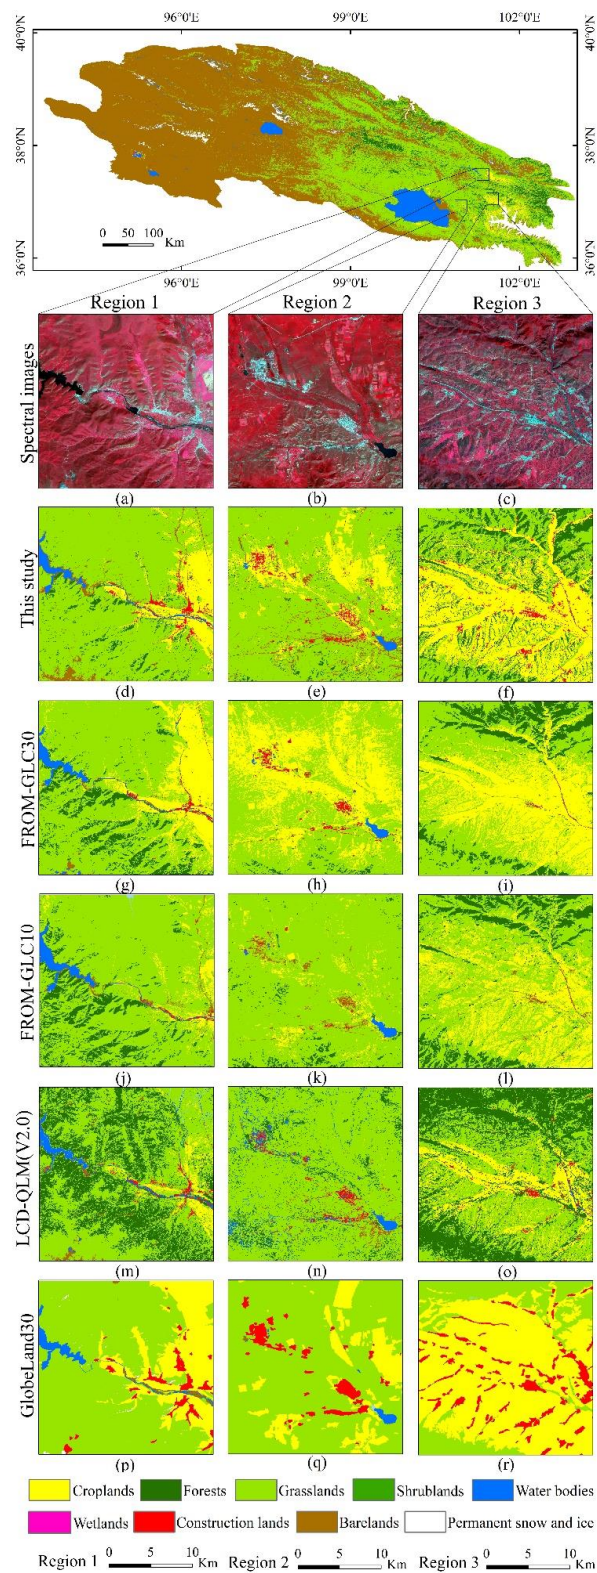 96°0'E 99°0'E 102°0'E
40°0'N 40°0'N
38°0'N 38°0'N
36°0'N 36°0'N
0 50 100
Km
96°0'E 99°0'E 102°0'E
Region 1 Region 2 Region 3
Spectral images
(a) (b) (c)
This study
(d) (e) (f)
FROM-GLC30
(g) (h) (i)
FROM-GLC10
(j) (k) (l)
LCD-QLM(V2.0)
(m) (n) (o)
GlobeLand30
(p) (q) (r)
Croplands Forests Grasslands Shrublands Water bodies
Wetlands Construction lands Barelands Permanent snow and ice
Region 1 0 5 10 Km Region 2 0 5 10 Km Region 3 0 5 10 Km